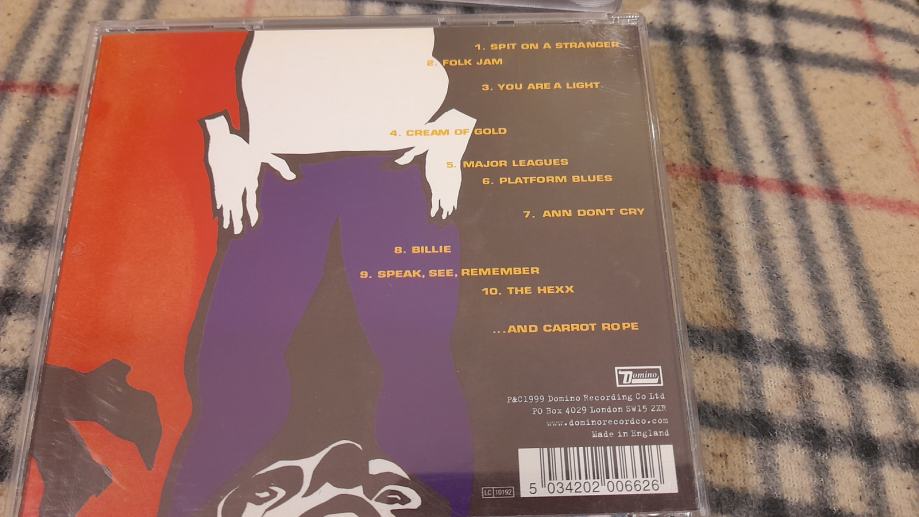 1. SPIT ON A STRANGER
2. FOLK JAM
3. YOU ARE A LIGHT
4. CREAM OF GOLD
5. MAJOR LEAGUES
6. PLATFORM BLUES
7. ANN DON'T CRY
8. BILLIE
9. SPEAK, SEE, REMEMBER
10. THE HEXX
...AND CARROT ROPE
Domino
P&C1999 Domino Recording Co Ltd
PO Box 4029 London SW15 2XR
www.dominorecordco.com
Made in England
LC 10192
5 034202 006626